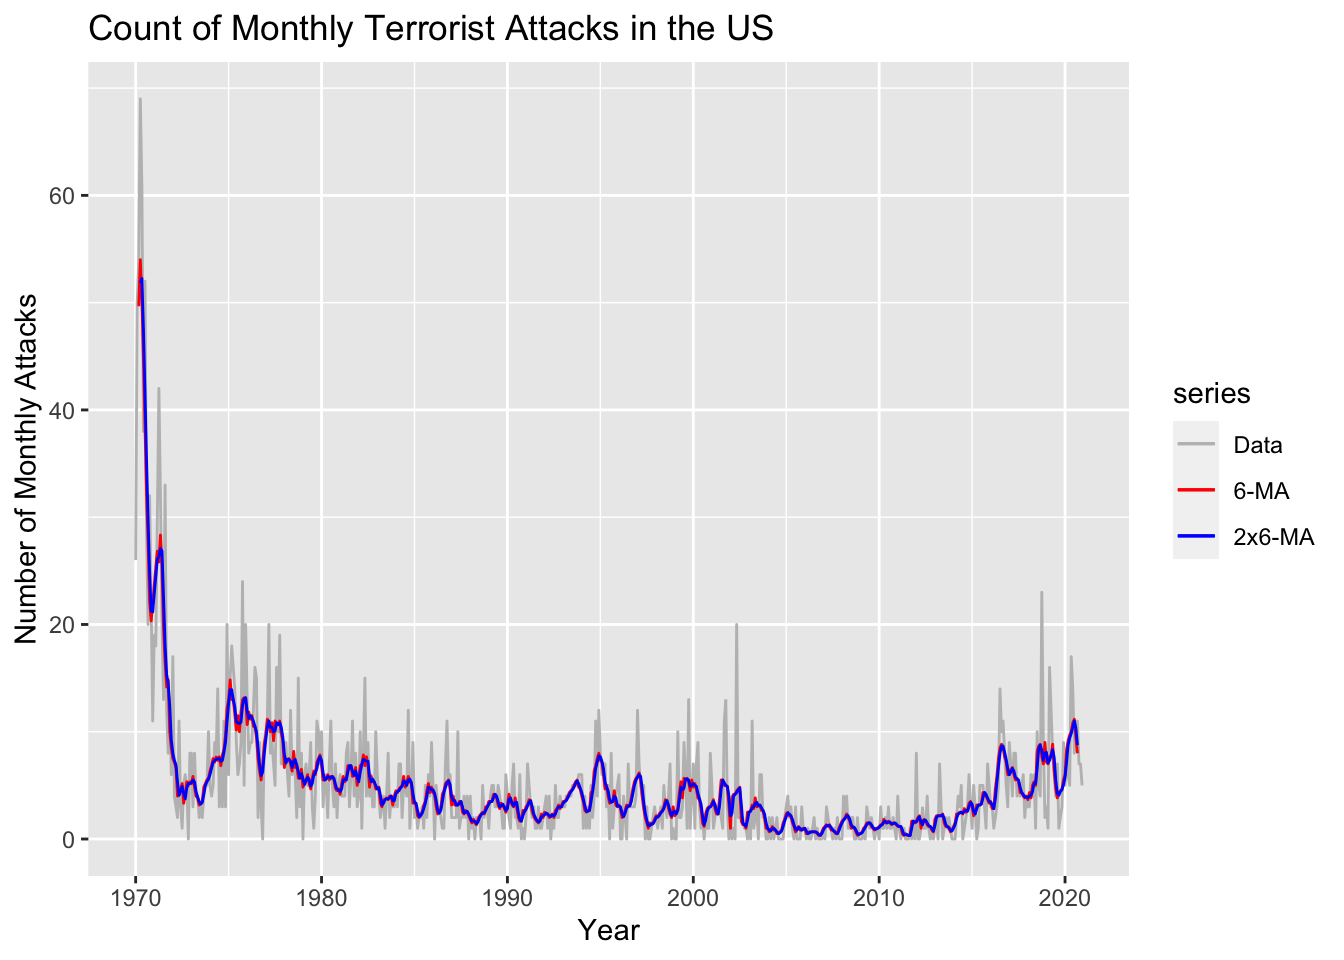 Count of Monthly Terrorist Attacks in the US
Number of Monthly Attacks
60
40
20
0
1970
1980
1990
2000
2010
2020
Year
series
Data
6-MA
2x6-MA